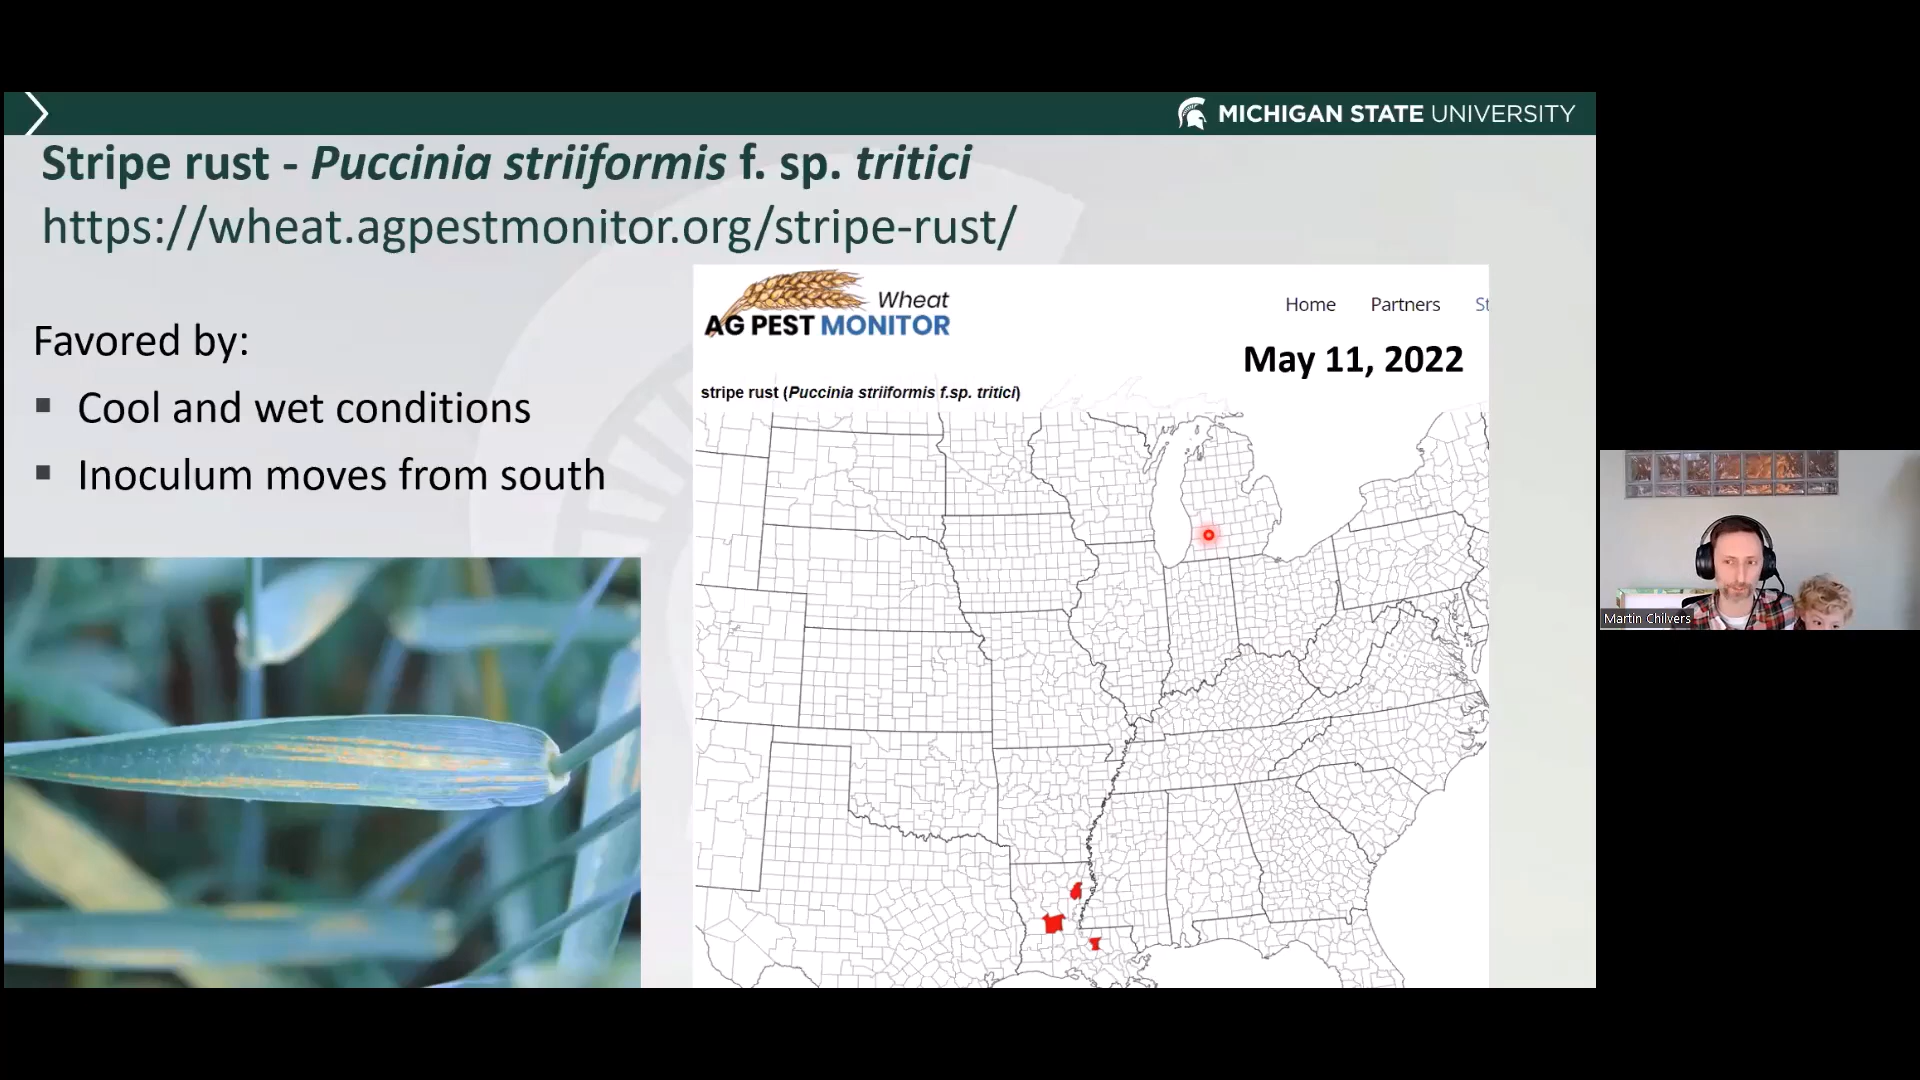 MICHIGAN STATE UNIVERSITY
Stripe rust - Puccinia striiformis f. sp. tritici
https://wheat.agpestmonitor.org/stripe-rust/
Favored by:
▪ Cool and wet conditions
▪ Inoculum moves from south
Wheat
AG PEST MONITOR
Home Partners St
May 11, 2022
stripe rust (Puccinia striiformis f.sp. tritici)
Martin Chilvers